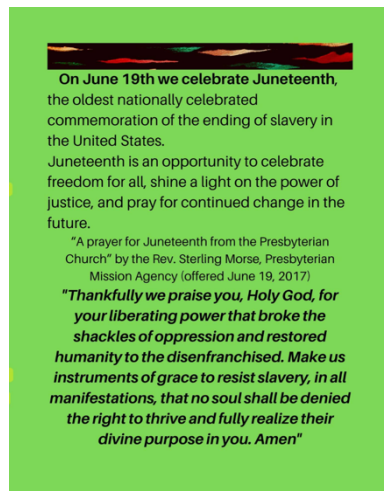 On June 19th we celebrate Juneteenth,
the oldest nationally celebrated
commemoration of the ending of slavery in
the United States.
Juneteenth is an opportunity to celebrate
freedom for all, shine a light on the power of
justice, and pray for continued change in the
future.
“A prayer for Juneteenth from the Presbyterian
Church” by the Rev. Sterling Morse, Presbyterian
Mission Agency (offered June 19, 2017)
"Thankfully we praise you, Holy God, for
your liberating power that broke the
shackles of oppression and restored
humanity to the disenfranchised. Make us
instruments of grace to resist slavery, in all
manifestations, that no soul shall be denied
the right to thrive and fully realize their
divine purpose in you. Amen"